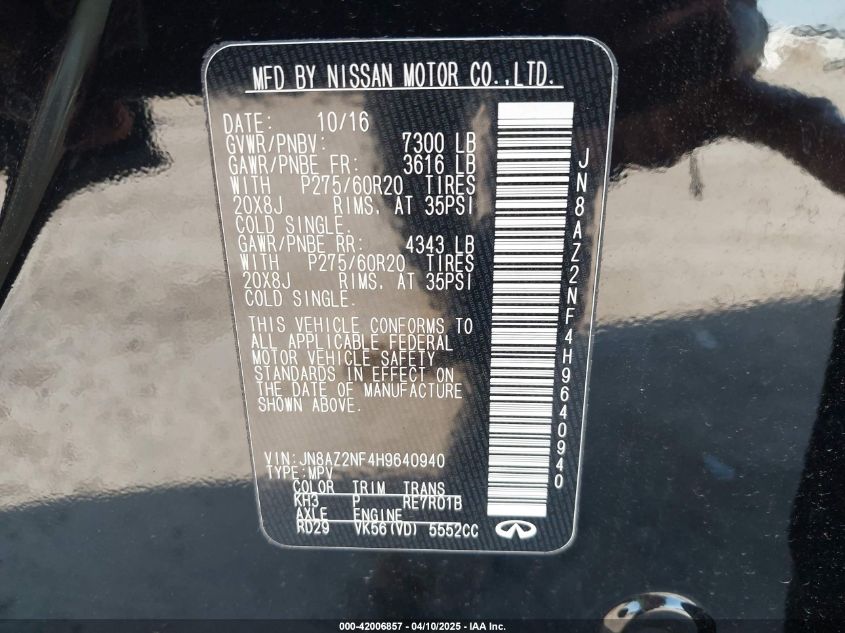 MFD BY NISSAN MOTOR CO.,LTD.
DATE: 10/16
GVWR/PNBV: 7300 LB
GAWR/PNBE FR: 3616 LB
WITH P275/60R20 TIRES
20X8J RIMS, AT 35PSI
COLD SINGLE.
GAWR/PNBE RR: 4343 LB
WITH P275/60R20 TIRES
20X8J RIMS, AT 35PSI
COLD SINGLE.
THIS VEHICLE CONFORMS TO
ALL APPLICABLE FEDERAL
MOTOR VEHICLE SAFETY
STANDARDS IN EFFECT ON
THE DATE OF MANUFACTURE
SHOWN ABOVE.
VIN:JN8AZ2NF4H9640940
TYPE:MPV
COLOR TRIM TRANS
KH3 P RE7R01B
AXLE ENGINE
RD29 VK56(VD) 5552CC
JN8AZ2NF4H9640940
000-42006857 - 04/10/2025 - IAA Inc.